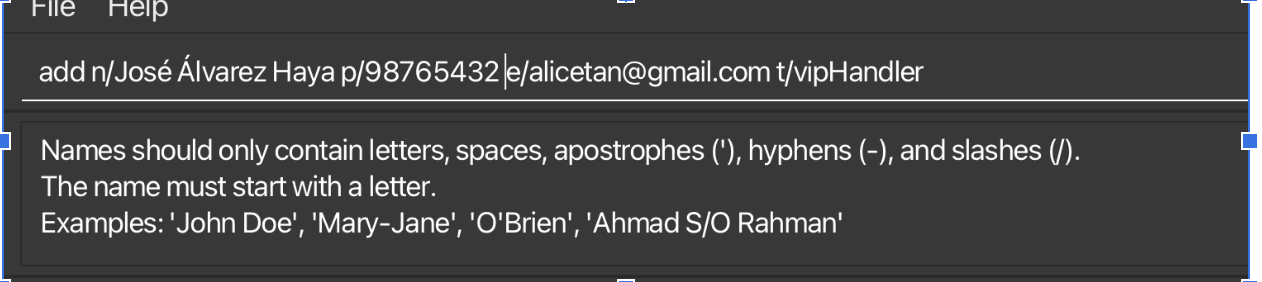 File Help
add n/José Álvarez Haya p/98765432 e/alicetan@gmail.com t/vipHandler
Names should only contain letters, spaces, apostrophes ('), hyphens (-), and slashes (/).
The name must start with a letter.
Examples: 'John Doe', 'Mary-Jane', 'O'Brien', 'Ahmad S/O Rahman'